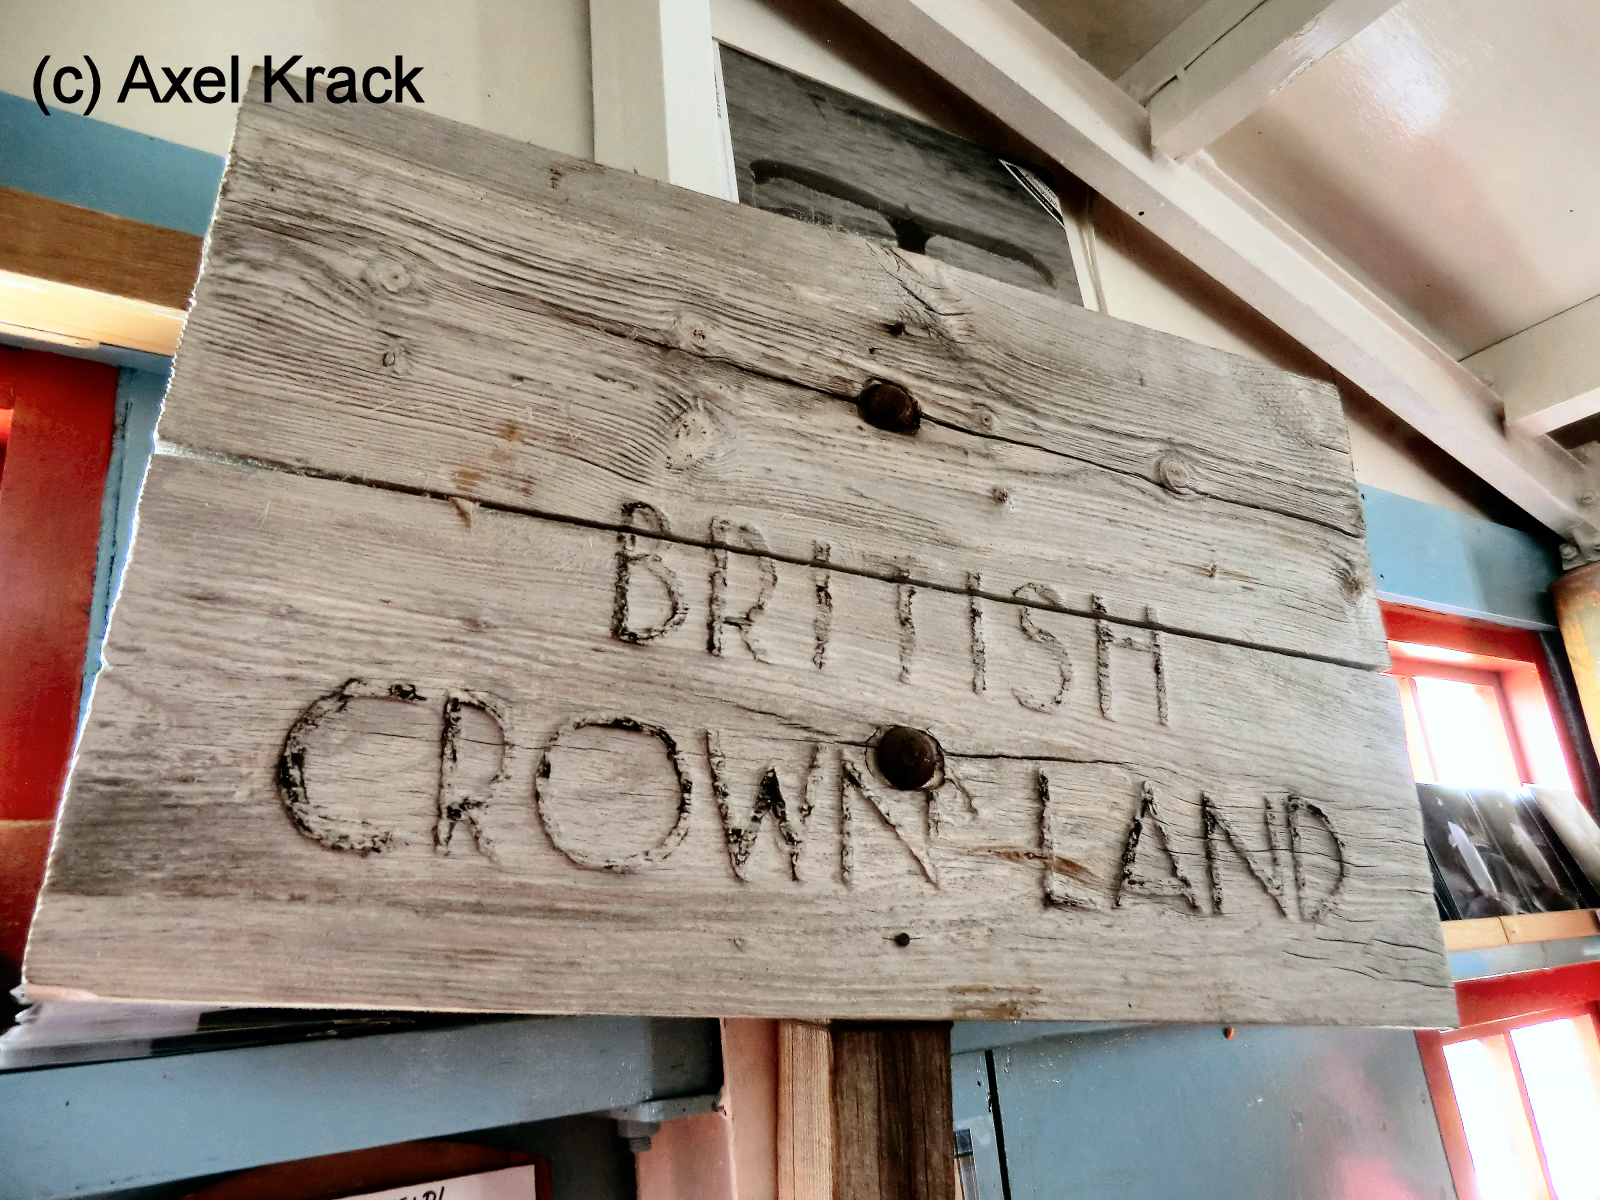 (c) Axel Krack
BRITISH
CROWN LAND